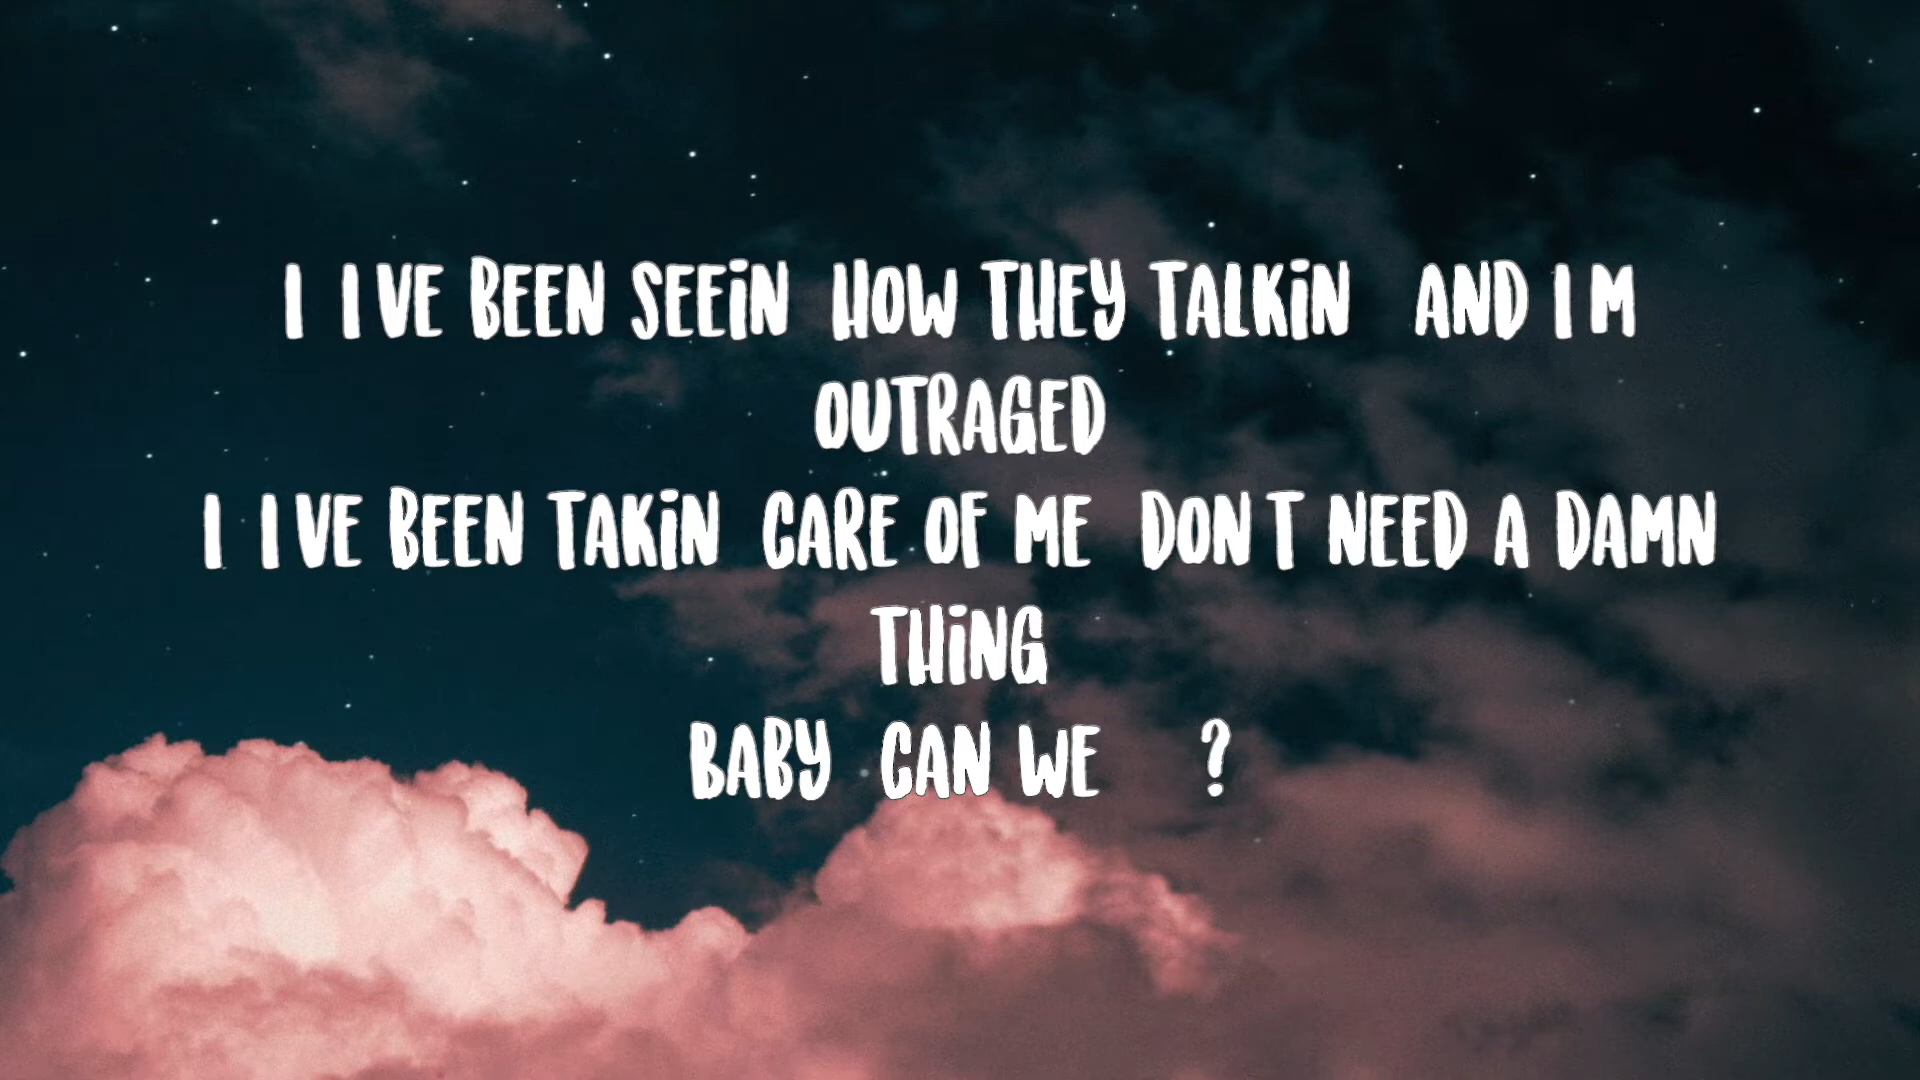 I I VE BEEN SEEIN HOW THEY TALKIN AND I M
OUTRAGED
I I VE BEEN TAKIN CARE OF ME DON T NEED A DAMN
THING
BABY CAN WE ?